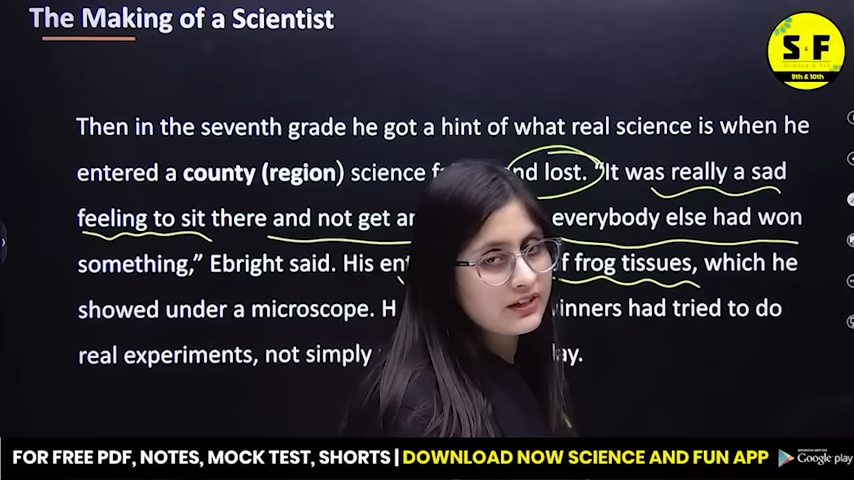 The Making of a Scientist
S & F
Science & Fun
9th & 10th
Then in the seventh grade he got a hint of what real science is when he
entered a county (region) science nd lost. "It was really a sad
feeling to sit there and not get everybody else had won
something," Ebright said. His f frog tissues, which he
showed under a microscope. inners had tried to do
real experiments, not simply ay.
FOR FREE PDF, NOTES, MOCK TEST, SHORTS | DOWNLOAD NOW SCIENCE AND FUN APP Google play